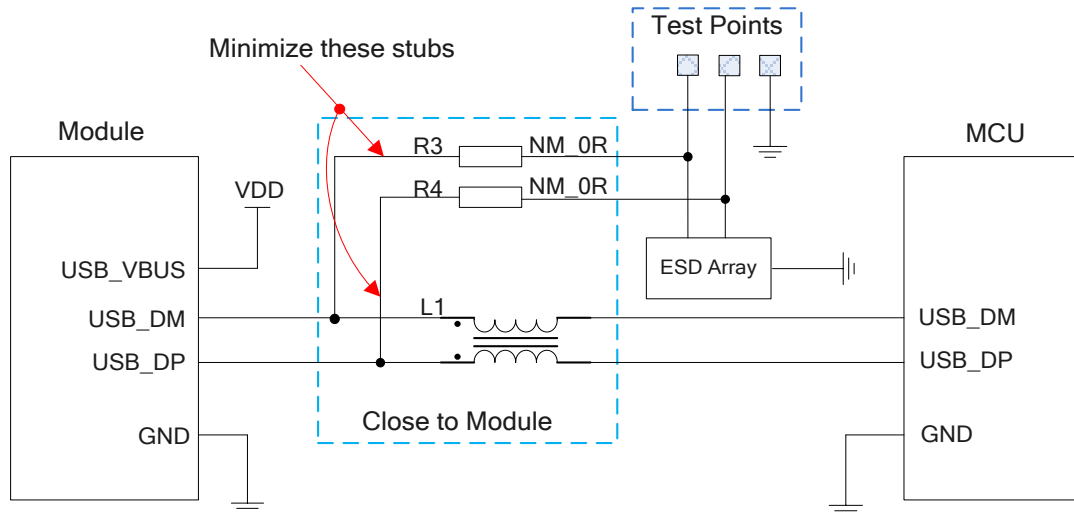 Test Points
Minimize these stubs
Module
MCU
R3
NM_0R
R4
NM_0R
VDD
ESD Array
USB_VBUS
L1
USB_DM
USB_DM
USB_DP
USB_DP
Close to Module
GND
GND